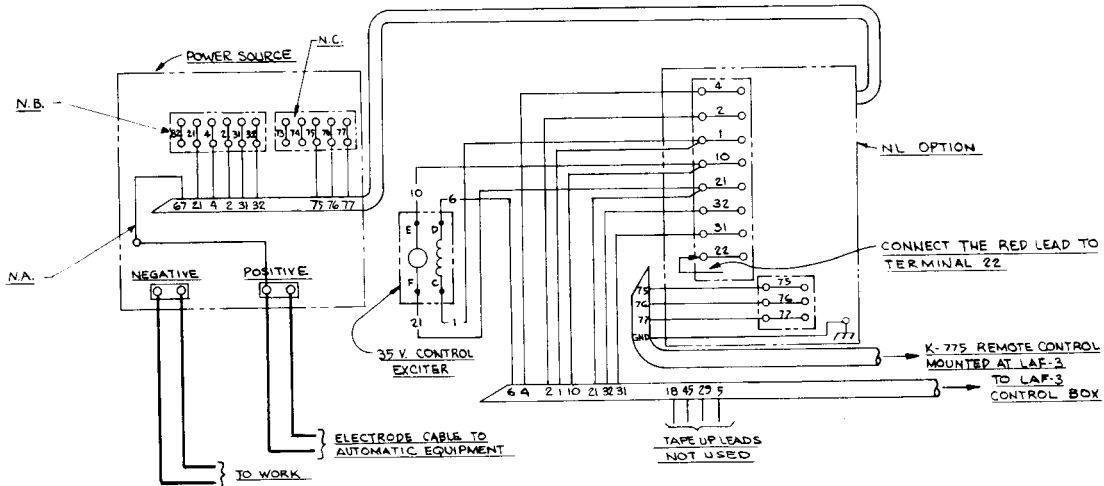 POWER SOURCE
N.C.
N.B.
82 21 4 2 31 32
73 74 75 76 77
67 21 4 2 31 32 75 76 77
N.A.
NEGATIVE
POSITIVE
ELECTRODE CABLE TO
AUTOMATIC EQUIPMENT
TO WORK
10
6
E
D
F
C
21
1
35 V. CONTROL
EXCITER
4
2
1
10
21
32
31
22
NL OPTION
CONNECT THE RED LEAD TO
TERMINAL 22
75
76
77
75
76
77
GND
K-775 REMOTE CONTROL
MOUNTED AT LAF-3
TO LAF-3
CONTROL BOX
6 4 2 1 10 21 32 31 18 45 29 5
TAPE UP LEADS
NOT USED